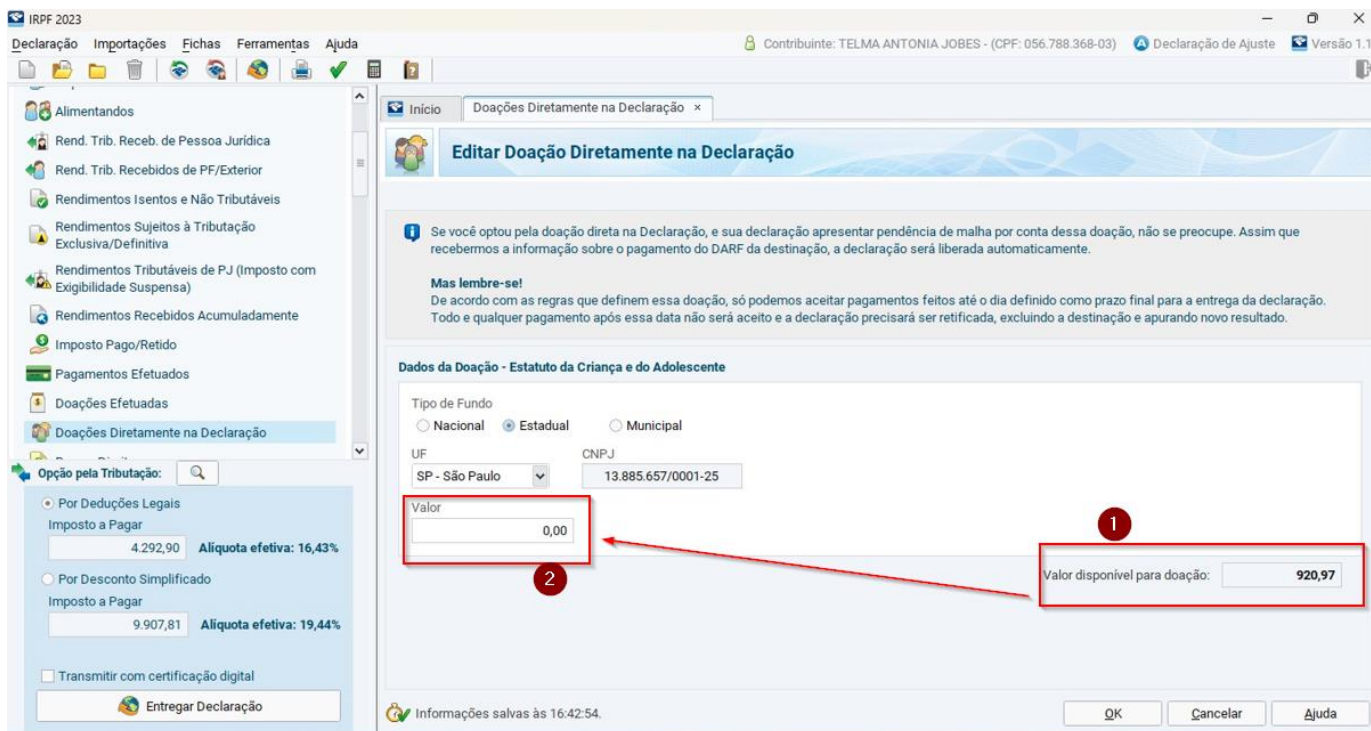 IRPF 2023
Declaração Importações Fichas Ferramentas Ajuda
Contribuinte: TELMA ANTONIA JOBES - (CPF: 056.788.368-03) Declaração de Ajuste Versão 1.1
Alimentandos
Rend. Trib. Receb. de Pessoa Jurídica
Rend. Trib. Recebidos de PF/Exterior
Rendimentos Isentos e Não Tributáveis
Rendimentos Sujeitos à Tributação
Exclusiva/Definitiva
Rendimentos Tributáveis de PJ (Imposto com
Exigibilidade Suspensa)
Rendimentos Recebidos Acumuladamente
Imposto Pago/Retido
Pagamentos Efetuados
Doações Efetuadas
Doações Diretamente na Declaração
Opção pela Tributação:
Por Deduções Legais
Imposto a Pagar
4.292,90 Alíquota efetiva: 16,43%
Por Desconto Simplificado
Imposto a Pagar
9.907,81 Alíquota efetiva: 19,44%
Transmitir com certificação digital
Entregar Declaração
Início Doações Diretamente na Declaração ×
Editar Doação Diretamente na Declaração
Se você optou pela doação direta na Declaração, e sua declaração apresentar pendência de malha por conta dessa doação, não se preocupe. Assim que
recebermos a informação sobre o pagamento do DARF da destinação, a declaração será liberada automaticamente.
Mas lembre-se!
De acordo com as regras que definem essa doação, só podemos aceitar pagamentos feitos até o dia definido como prazo final para a entrega da declaração.
Todo e qualquer pagamento após essa data não será aceito e a declaração precisará ser retificada, excluindo a destinação e apurando novo resultado.
Dados da Doação - Estatuto da Criança e do Adolescente
Tipo de Fundo
Nacional Estadual Municipal
UF CNPJ
SP - São Paulo 13.885.657/0001-25
Valor
0,00
1
2
Valor disponível para doação: 920,97
Informações salvas às 16:42:54.
OK Cancelar Ajuda